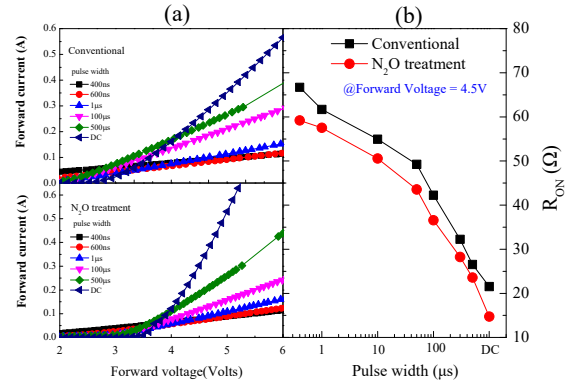 (a)
(b)
0.6
0.5
0.4
0.3
0.2
0.1
0.0
Forward current (A)
Conventional
pulse width
400ns
600ns
1μs
100μs
500μs
DC
0.6
0.5
0.4
0.3
0.2
0.1
0.0
Forward current (A)
N₂O treatment
pulse width
400ns
600ns
1μs
100μs
500μs
DC
2 3 4 5 6
Forward voltage(Volts)
Conventional
N₂O treatment
@Forward Voltage = 4.5V
80
70
60
50
40
30
20
10
R_ON (Ω)
1 10 100 DC
Pulse width (μs)